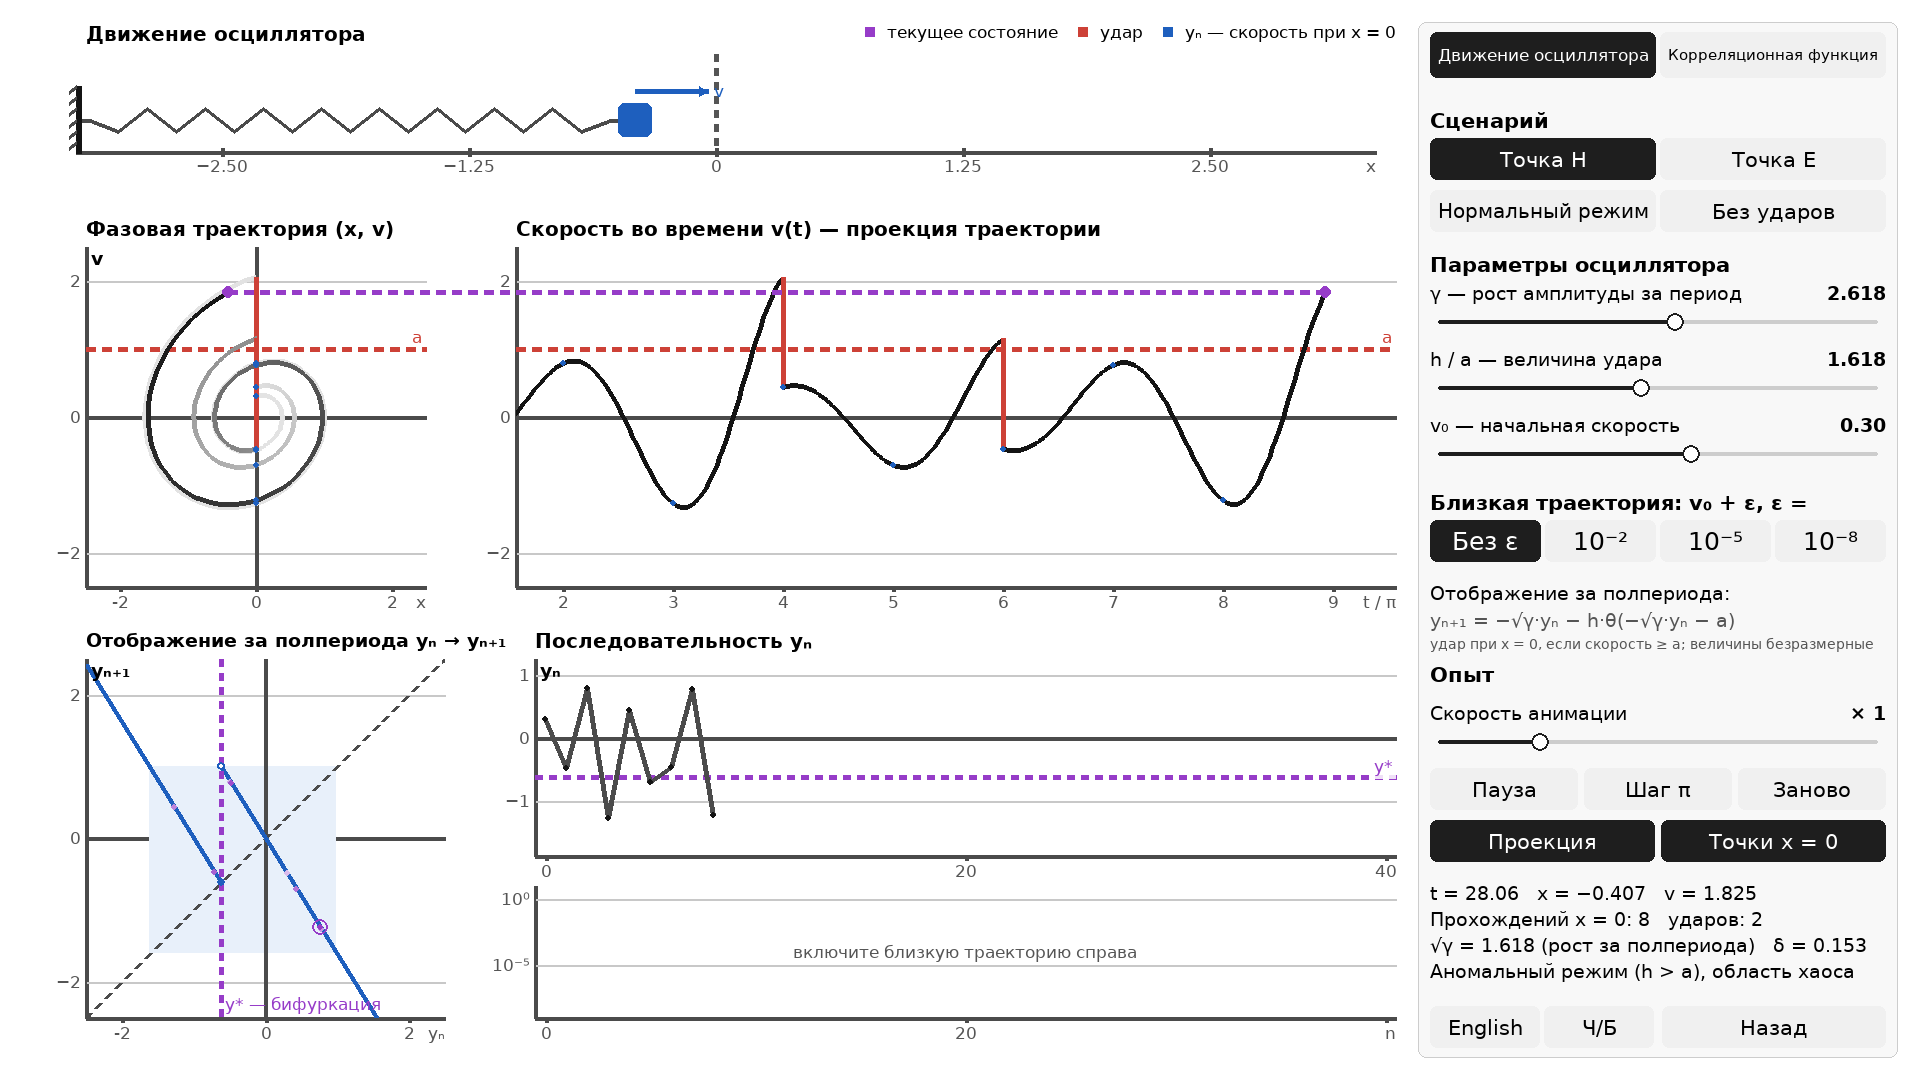 Движение осциллятора
текущее состояние удар yₙ — скорость при x = 0
v
−2.50 −1.25 0 1.25 2.50 x
Фазовая траектория (x, v)
v
2
0
−2
a
-2 0 2 x
Скорость во времени v(t) — проекция траектории
2
0
−2
a
2 3 4 5 6 7 8 9 t / π
Отображение за полпериода yₙ → yₙ₊₁
yₙ₊₁
2
0
−2
y* — бифуркация
-2 0 2 yₙ
Последовательность yₙ
yₙ
1
0
−1
y*
0 20 40
10⁰
10⁻⁵
включите близкую траекторию справа
0 20 n
Движение осциллятора Корреляционная функция
Сценарий
Точка H Точка E
Нормальный режим Без ударов
Параметры осциллятора
γ — рост амплитуды за период 2.618
h / a — величина удара 1.618
v₀ — начальная скорость 0.30
Близкая траектория: v₀ + ε, ε =
Без ε 10⁻² 10⁻⁵ 10⁻⁸
Отображение за полпериода:
yₙ₊₁ = −√γ·yₙ − h·θ(−√γ·yₙ − a)
удар при x = 0, если скорость ≥ a; величины безразмерные
Опыт
Скорость анимации × 1
Пауза Шаг π Заново
Проекция Точки x = 0
t = 28.06 x = −0.407 v = 1.825
Прохождений x = 0: 8 ударов: 2
√γ = 1.618 (рост за полпериода) δ = 0.153
Аномальный режим (h > a), область хаоса
English Ч/Б Назад